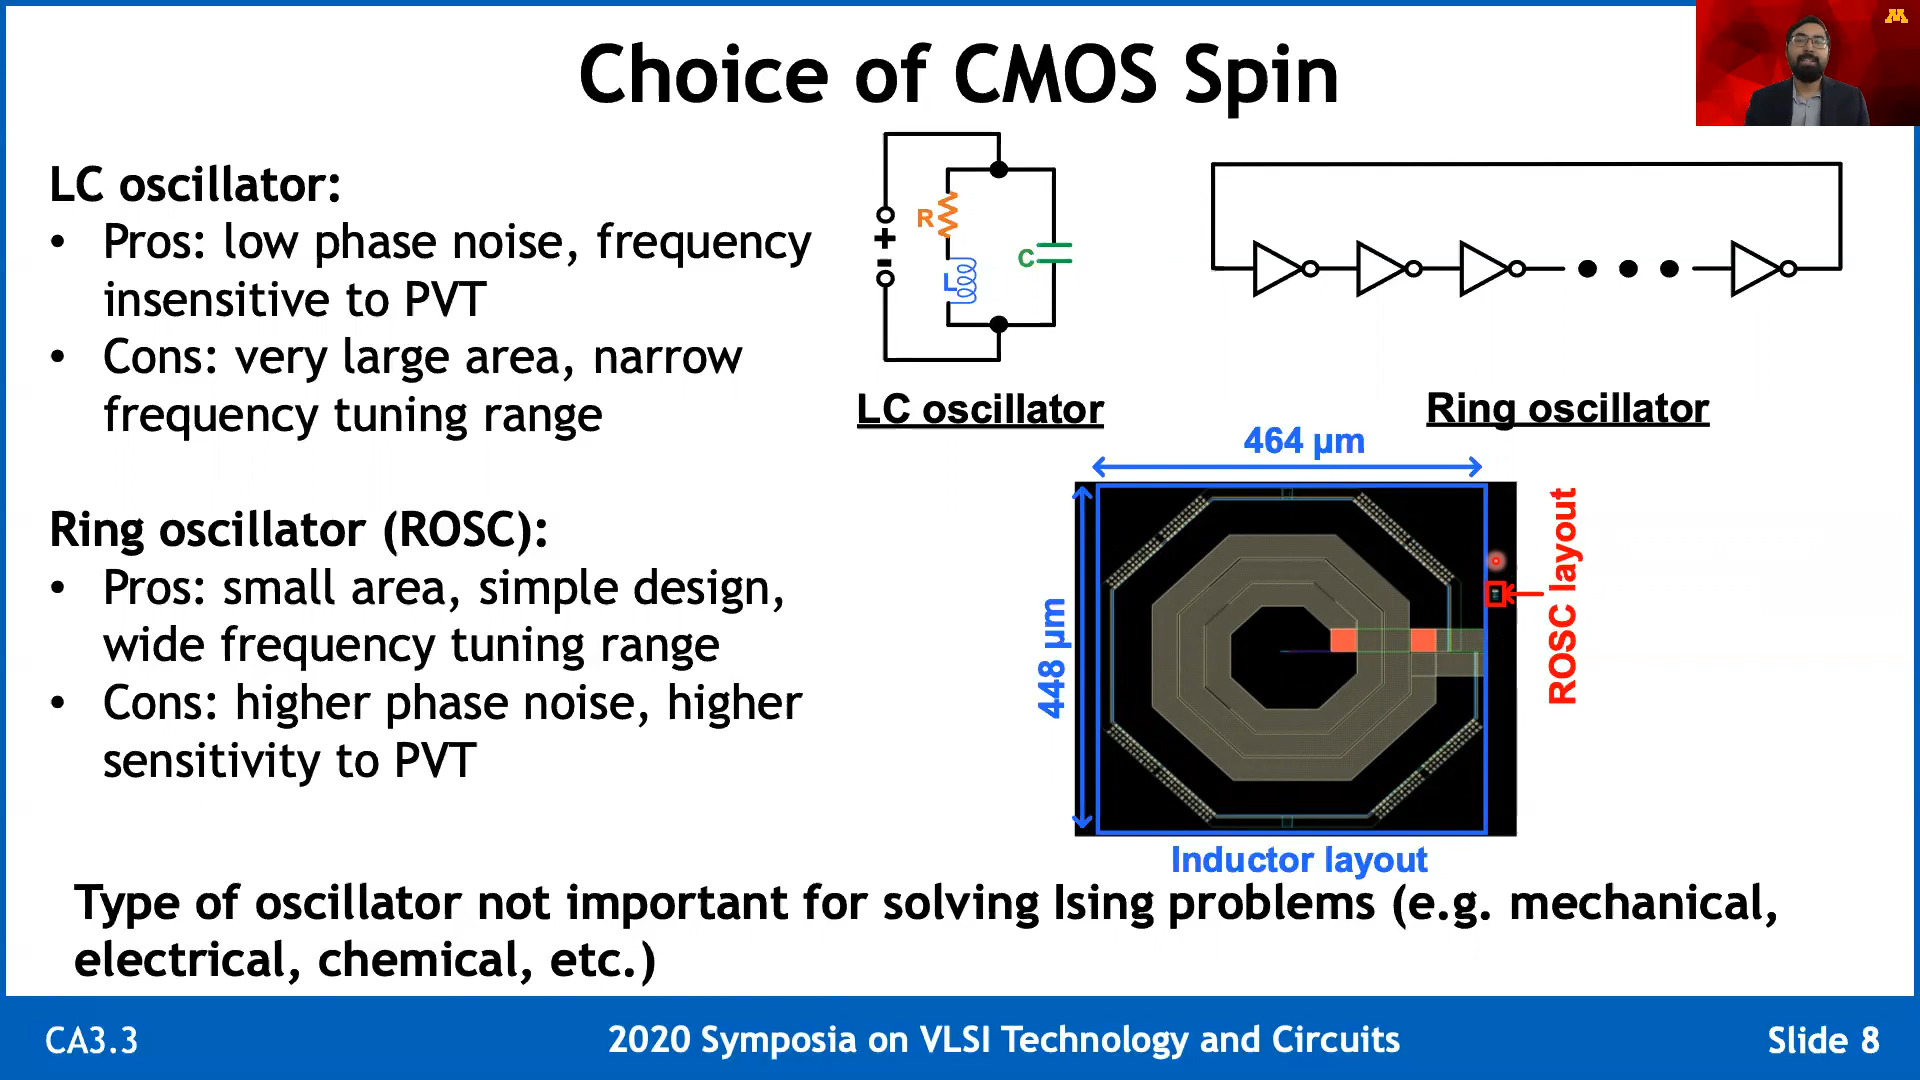 Choice of CMOS Spin
M
LC oscillator:
• Pros: low phase noise, frequency
insensitive to PVT
• Cons: very large area, narrow
frequency tuning range
Ring oscillator (ROSC):
• Pros: small area, simple design,
wide frequency tuning range
• Cons: higher phase noise, higher
sensitivity to PVT
+
-
R
L
C
LC oscillator
Ring oscillator
464 µm
448 µm
ROSC layout
Inductor layout
Type of oscillator not important for solving Ising problems (e.g. mechanical,
electrical, chemical, etc.)
CA3.3
2020 Symposia on VLSI Technology and Circuits
Slide 8